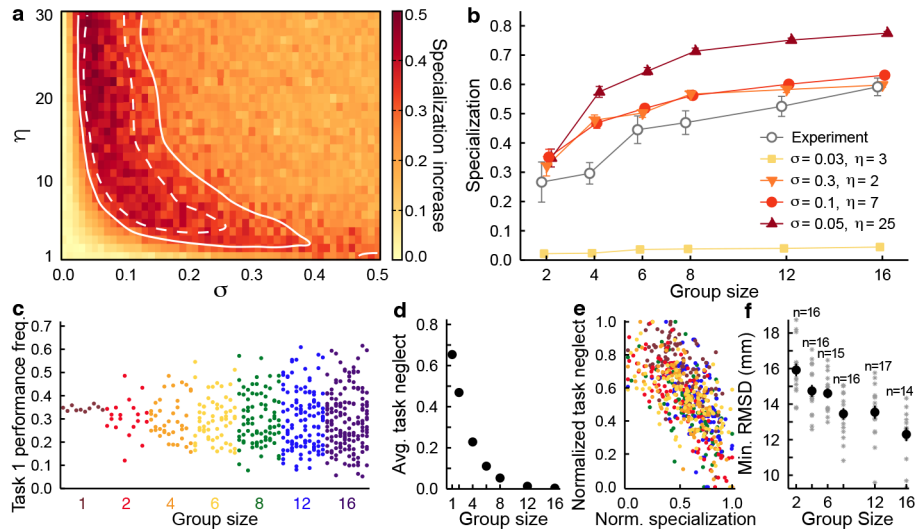 a
η
30
20
10
1
0.0
0.1
0.2
0.3
0.4
0.5
σ
0.5
0.4
0.3
0.2
0.1
0.0
Specialization increase
b
Specialization
0.8
0.7
0.6
0.5
0.4
0.3
0.2
0.1
0.0
2
4
6
8
12
16
Group size
Experiment
σ= 0.03, η= 3
σ= 0.3, η= 2
σ= 0.1, η= 7
σ= 0.05, η= 25
c
Task 1 performance freq.
0.7
0.6
0.5
0.4
0.3
0.2
0.1
0.0
1
2
4
6
8
12
16
Group size
d
Avg. task neglect
0.8
0.6
0.4
0.2
0.0
1
4
8
12
16
Group size
e
Normalized task neglect
1.0
0.8
0.6
0.4
0.2
0.0
0.0
0.5
1.0
Norm. specialization
f
Min. RMSD (mm)
18
16
14
12
10
n=16
n=16
n=15
n=16
n=17
n=14
2
6
8
12
16
Group Size